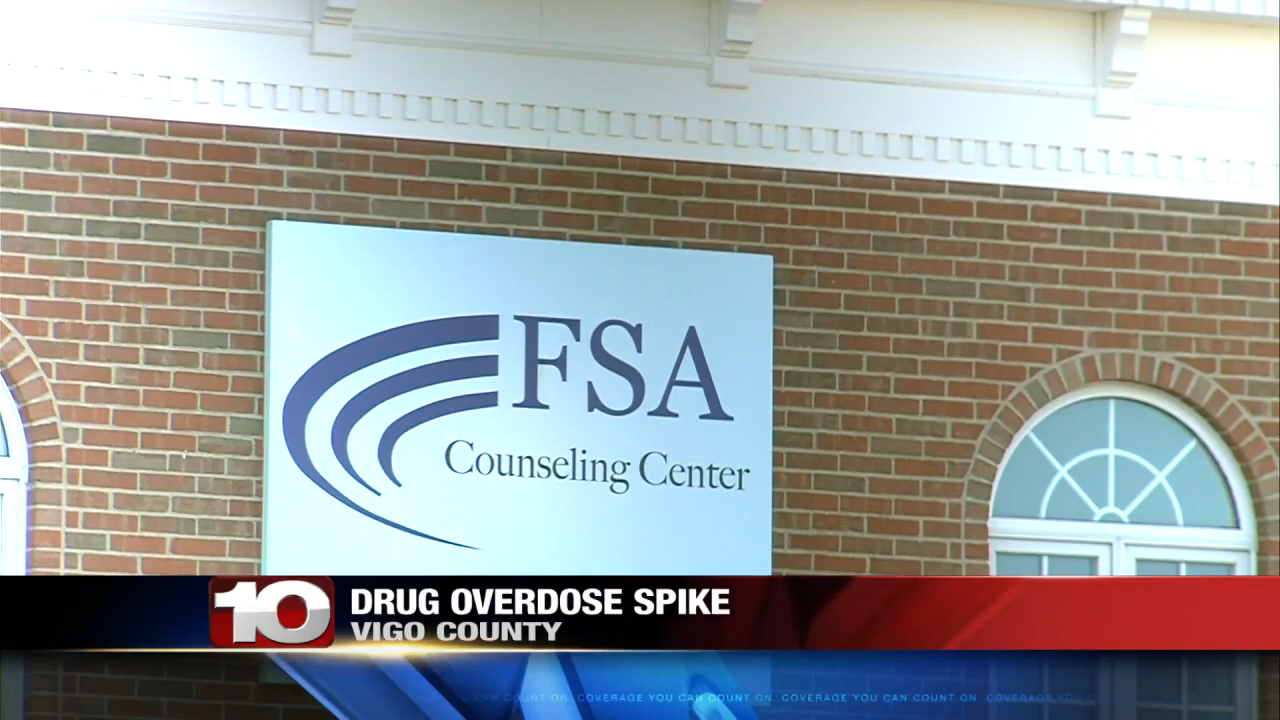 FSA
Counseling Center
10
DRUG OVERDOSE SPIKE
VIGO COUNTY
CAN COUNT ON. COVERAGE YOU CAN COUNT ON. COVERAGE YOU CAN COUNT ON. COVERAGE